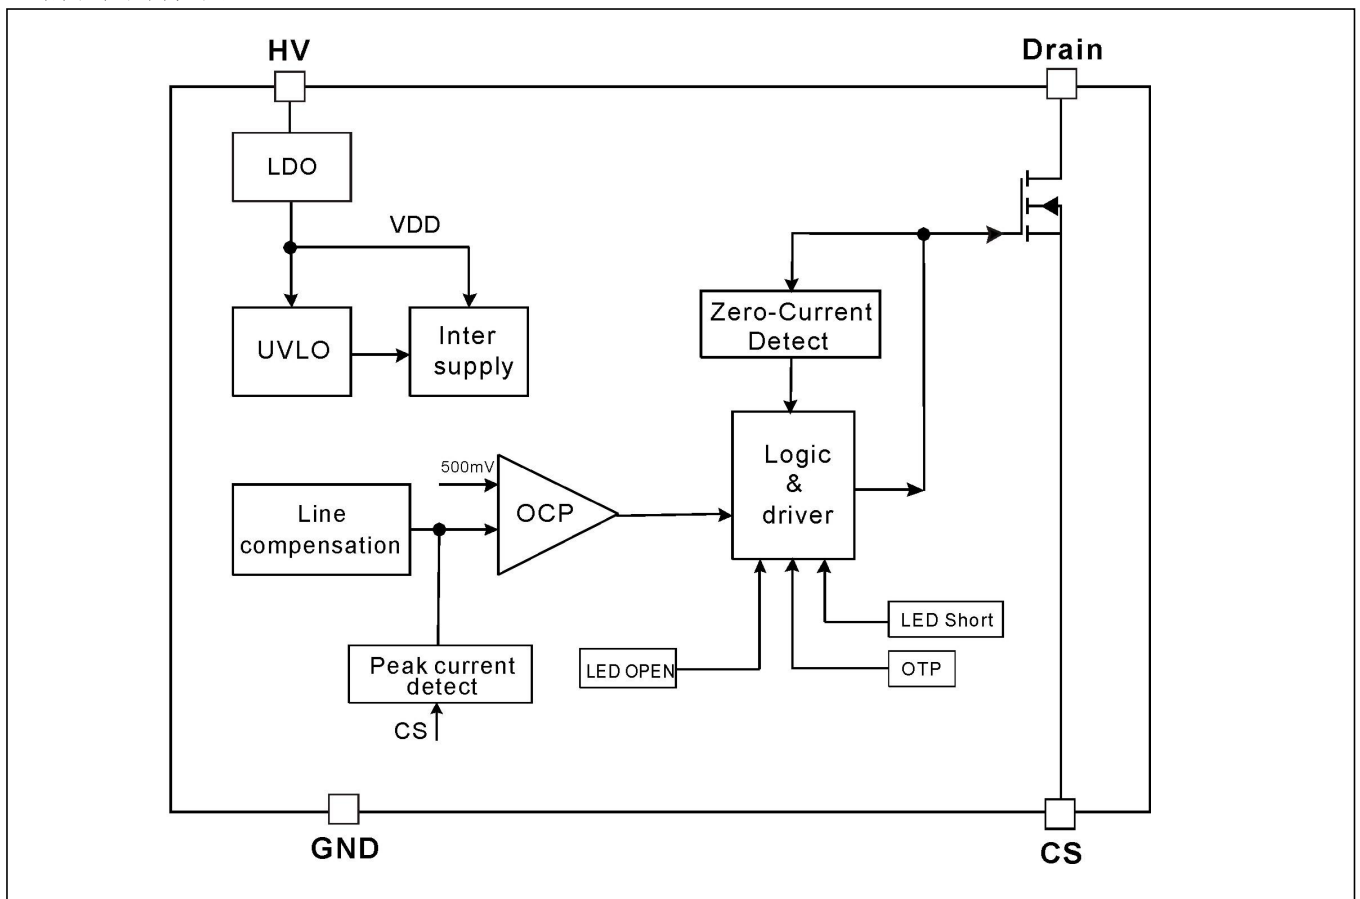 HV
Drain
LDO
VDD
Zero-Current
Detect
UVLO
Inter
supply
Logic
&
driver
500mV
OCP
Line
compensation
LED Short
Peak current
detect
LED OPEN
OTP
CS
GND
CS